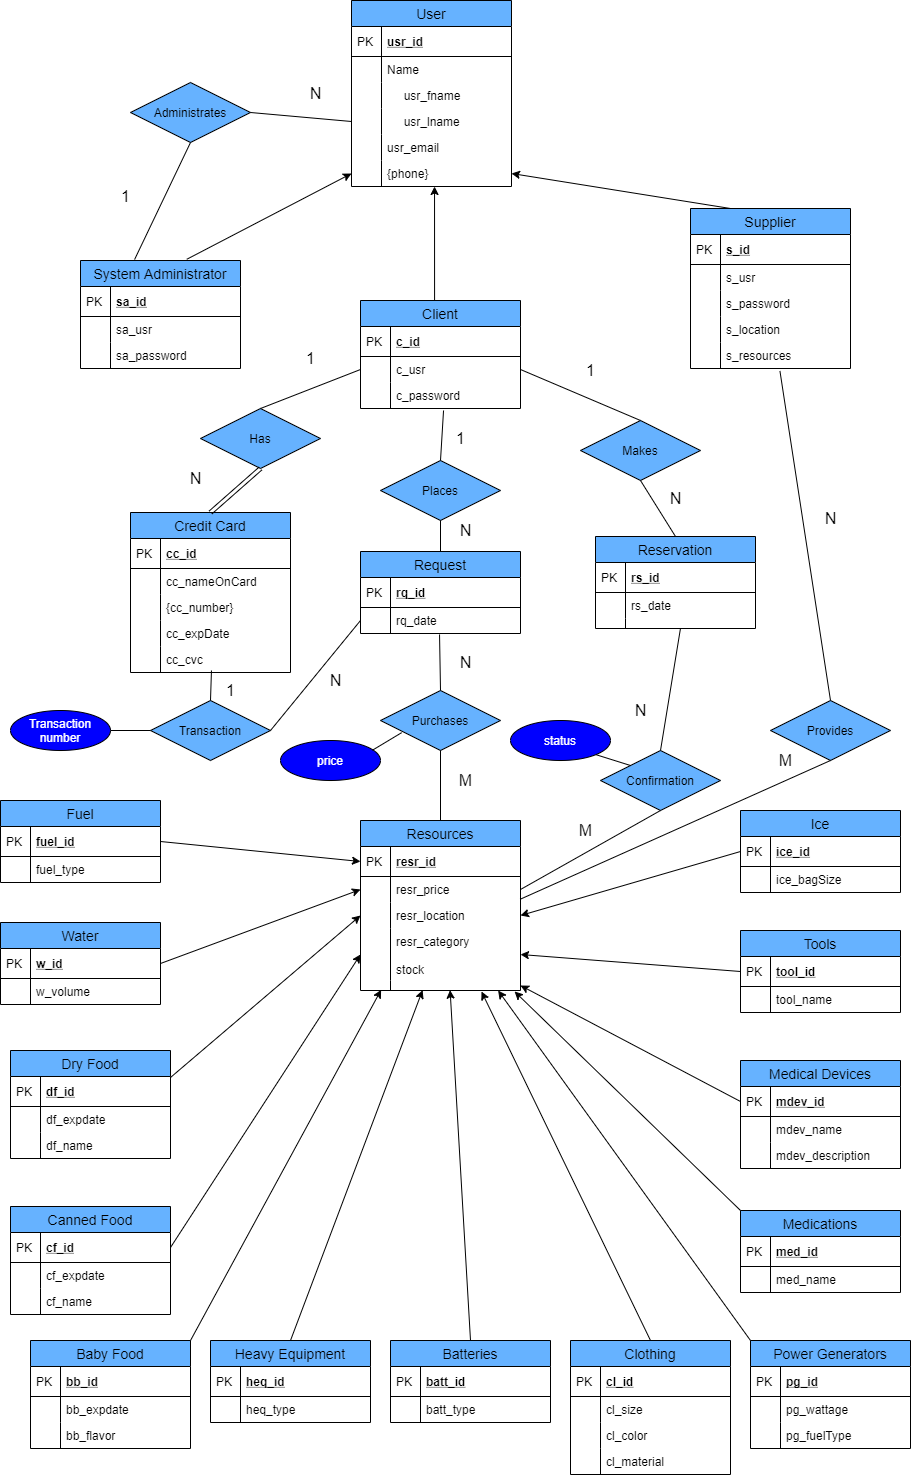 User
PK usr_id
Name
usr_fname
usr_lname
usr_email
{phone}
Administrates
N
1
System Administrator
PK sa_id
sa_usr
sa_password
Supplier
PK s_id
s_usr
s_password
s_location
s_resources
Client
PK c_id
c_usr
c_password
1
1
1
Has
Places
Makes
N
N
N
N
Credit Card
PK cc_id
cc_nameOnCard
{cc_number}
cc_expDate
cc_cvc
Request
PK rq_id
rq_date
Reservation
PK rs_id
rs_date
1
N
N
N
Transaction
number
Transaction
Purchases
price
status
Confirmation
Provides
M
M
M
Fuel
PK fuel_id
fuel_type
Resources
PK resr_id
resr_price
resr_location
resr_category
stock
Ice
PK ice_id
ice_bagSize
Water
PK w_id
w_volume
Tools
PK tool_id
tool_name
Dry Food
PK df_id
df_expdate
df_name
Medical Devices
PK mdev_id
mdev_name
mdev_description
Canned Food
PK cf_id
cf_expdate
cf_name
Medications
PK med_id
med_name
Baby Food
PK bb_id
bb_expdate
bb_flavor
Heavy Equipment
PK heq_id
heq_type
Batteries
PK batt_id
batt_type
Clothing
PK cl_id
cl_size
cl_color
cl_material
Power Generators
PK pg_id
pg_wattage
pg_fuelType